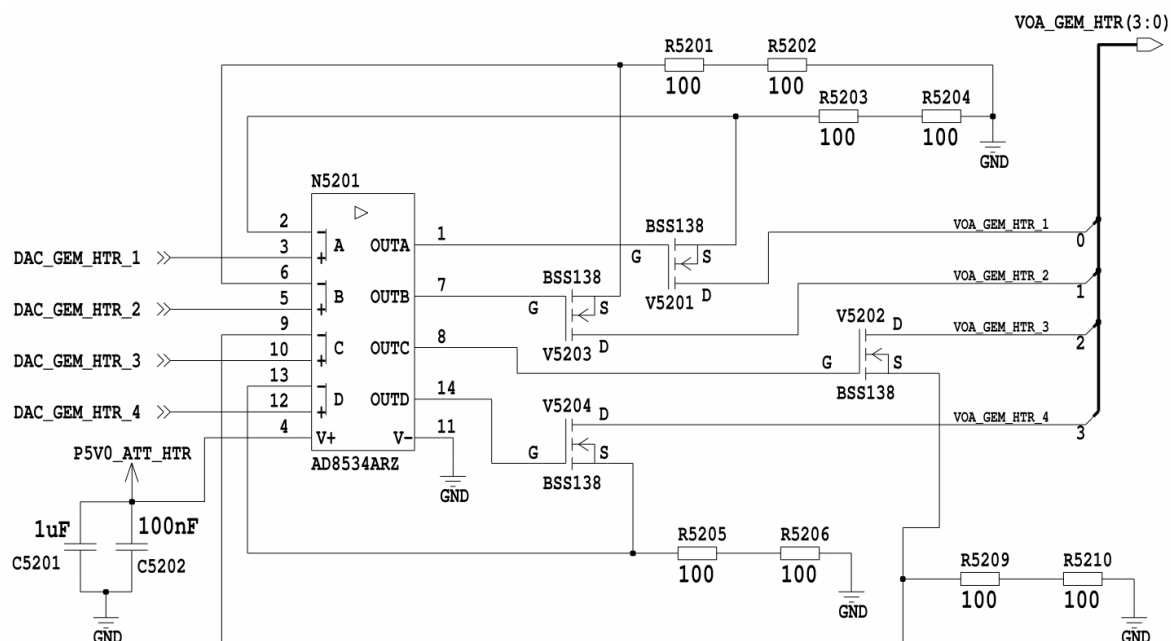 VOA_GEM_HTR(3:0)
R5201 R5202
100 100
R5203 R5204
100 100
GND
N5201
2 − A OUTA 1
DAC_GEM_HTR_1 3 +
6 − B OUTB 7
DAC_GEM_HTR_2 5 +
9 − C OUTC 8
DAC_GEM_HTR_3 10 +
13 − D OUTD 14
DAC_GEM_HTR_4 12 +
4 V+ V− 11
AD8534ARZ
GND
BSS138
G S
V5201 D
VOA_GEM_HTR_1 0
BSS138
G S
V5203 D
VOA_GEM_HTR_2 1
V5202 D
G S
BSS138
VOA_GEM_HTR_3 2
V5204 D
G S
BSS138
VOA_GEM_HTR_4 3
P5V0_ATT_HTR
1uF 100nF
C5201 C5202
GND
R5205 R5206
100 100
GND
R5209 R5210
100 100
GND